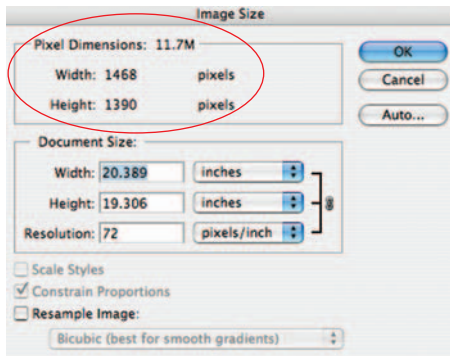 Image Size
Pixel Dimensions: 11.7M
Width: 1468 pixels
Height: 1390 pixels
OK
Cancel
Auto...
Document Size:
Width: 20.389 inches
Height: 19.306 inches
Resolution: 72 pixels/inch
Scale Styles
Constrain Proportions
Resample Image:
Bicubic (best for smooth gradients)